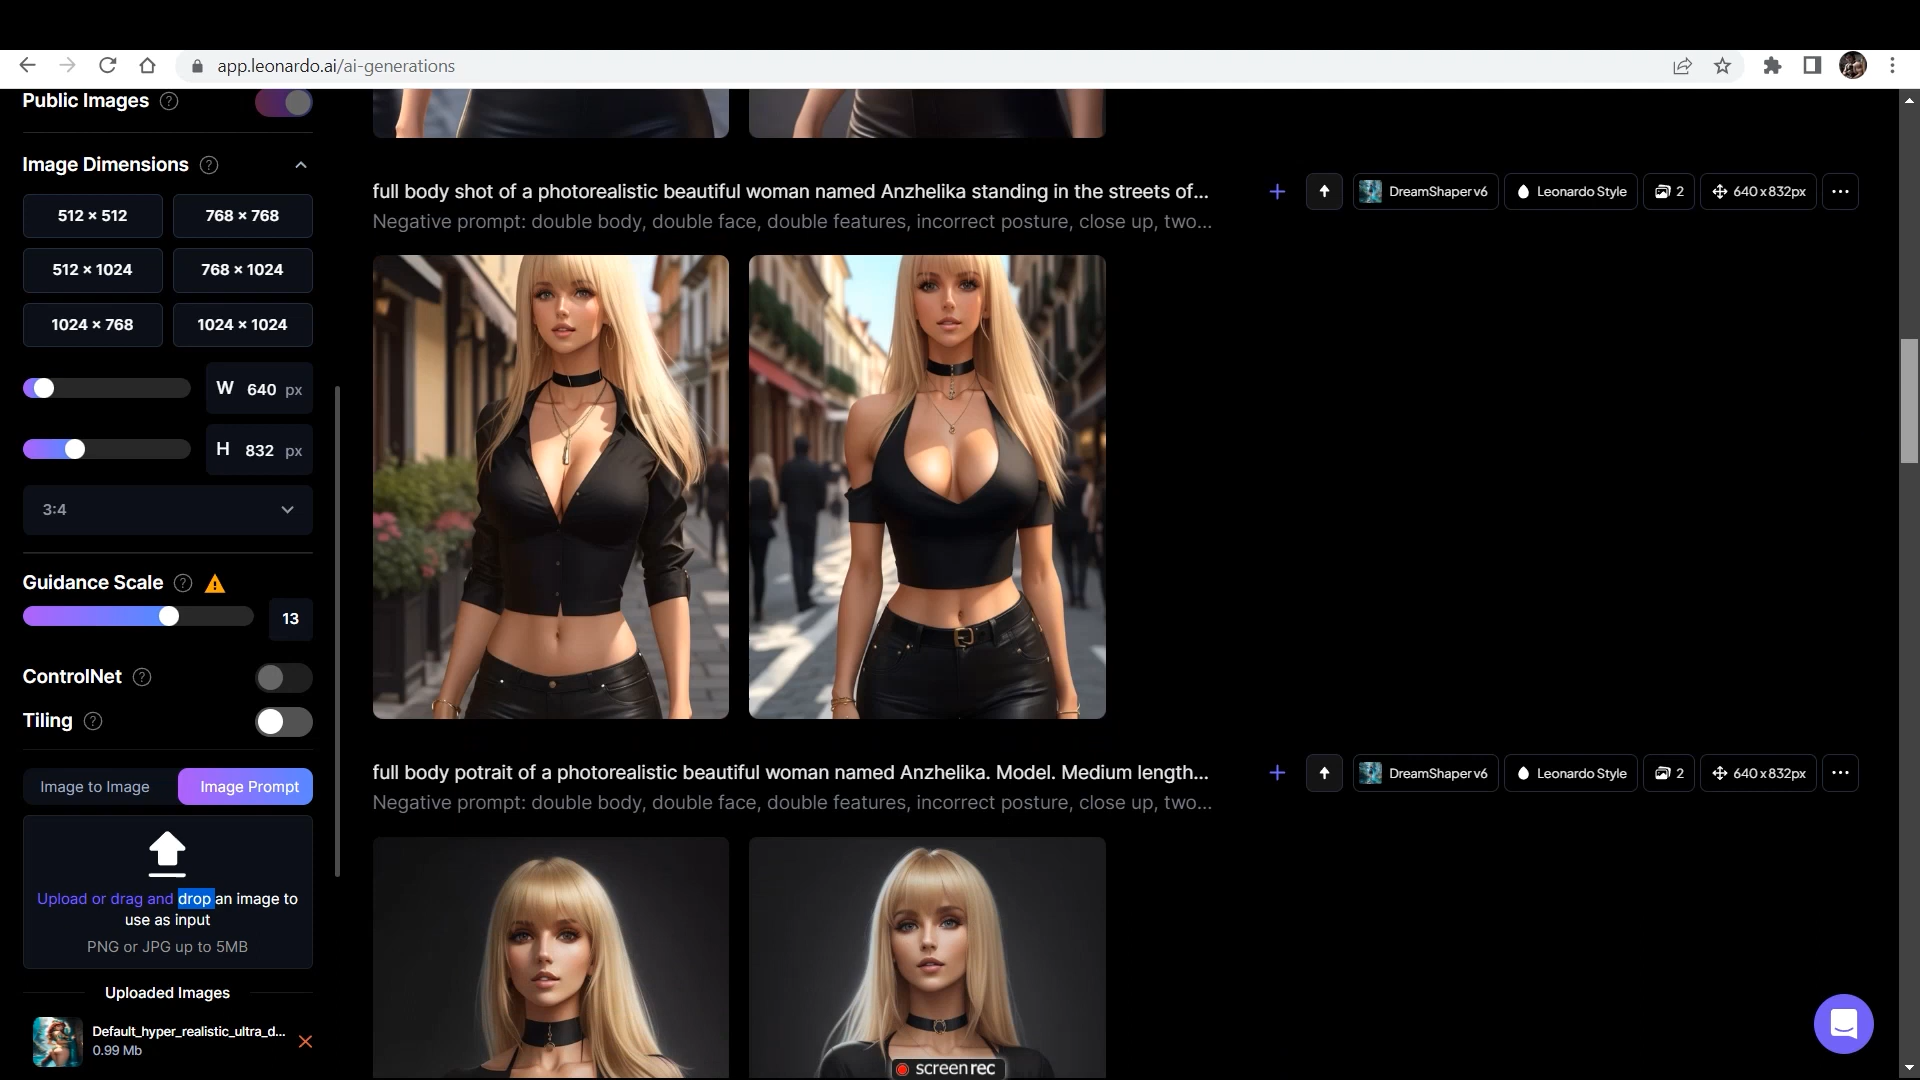 app.leonardo.ai/ai-generations
Public Images ?
Image Dimensions ?
512 × 512
768 × 768
512 × 1024
768 × 1024
1024 × 768
1024 × 1024
W 640 px
H 832 px
3:4
Guidance Scale ?
13
ControlNet ?
Tiling ?
Image to Image
Image Prompt
Upload or drag and drop an image to
use as input
PNG or JPG up to 5MB
Uploaded Images
Default_hyper_realistic_ultra_d...
0.99 Mb
full body shot of a photorealistic beautiful woman named Anzhelika standing in the streets of...
Negative prompt: double body, double face, double features, incorrect posture, close up, two...
DreamShaper v6
Leonardo Style
2
640 x 832px
full body potrait of a photorealistic beautiful woman named Anzhelika. Model. Medium length...
Negative prompt: double body, double face, double features, incorrect posture, close up, two...
DreamShaper v6
Leonardo Style
2
640 x 832px
screenrec